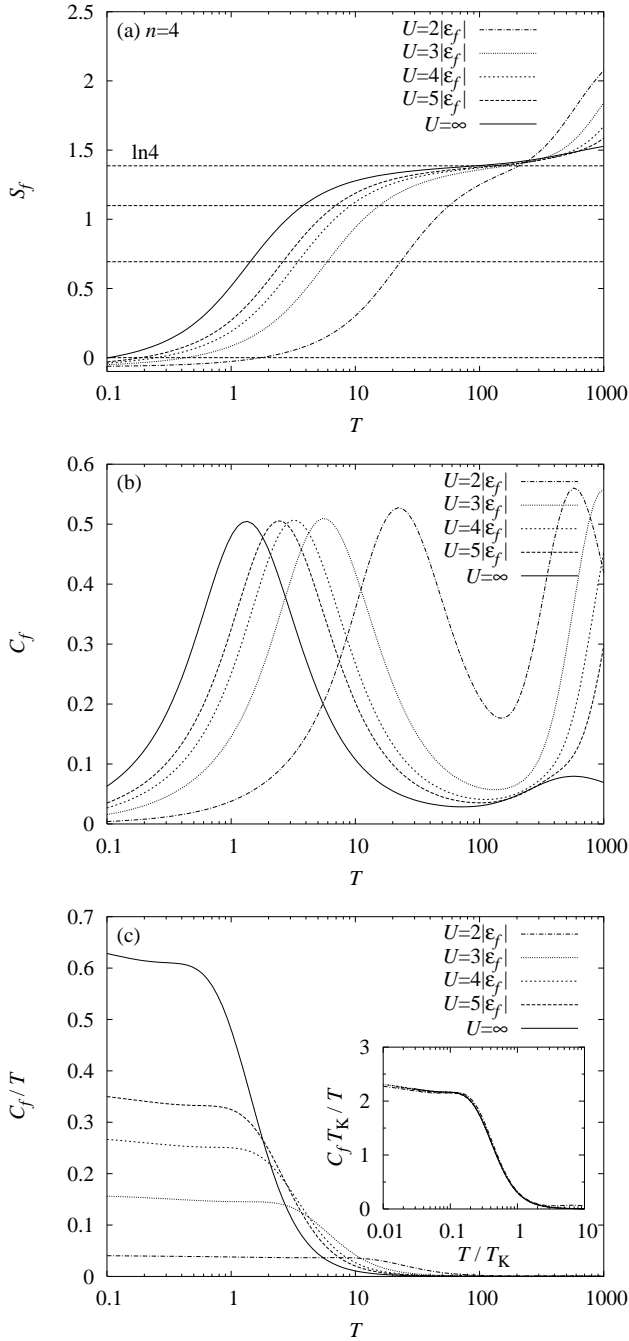 (a) n=4
U=2|εf|
U=3|εf|
U=4|εf|
U=5|εf|
U=∞
ln4
2.5
2
1.5
1
0.5
0
Sf
0.1 1 10 100 1000
T
(b)
U=2|εf|
U=3|εf|
U=4|εf|
U=5|εf|
U=∞
0.6
0.5
0.4
0.3
0.2
0.1
0
Cf
0.1 1 10 100 1000
T
(c)
U=2|εf|
U=3|εf|
U=4|εf|
U=5|εf|
U=∞
0.7
0.6
0.5
0.4
0.3
0.2
0.1
0
Cf / T
3
2
1
0
Cf TK / T
0.01 0.1 1 10
T / TK
0.1 1 10 100 1000
T